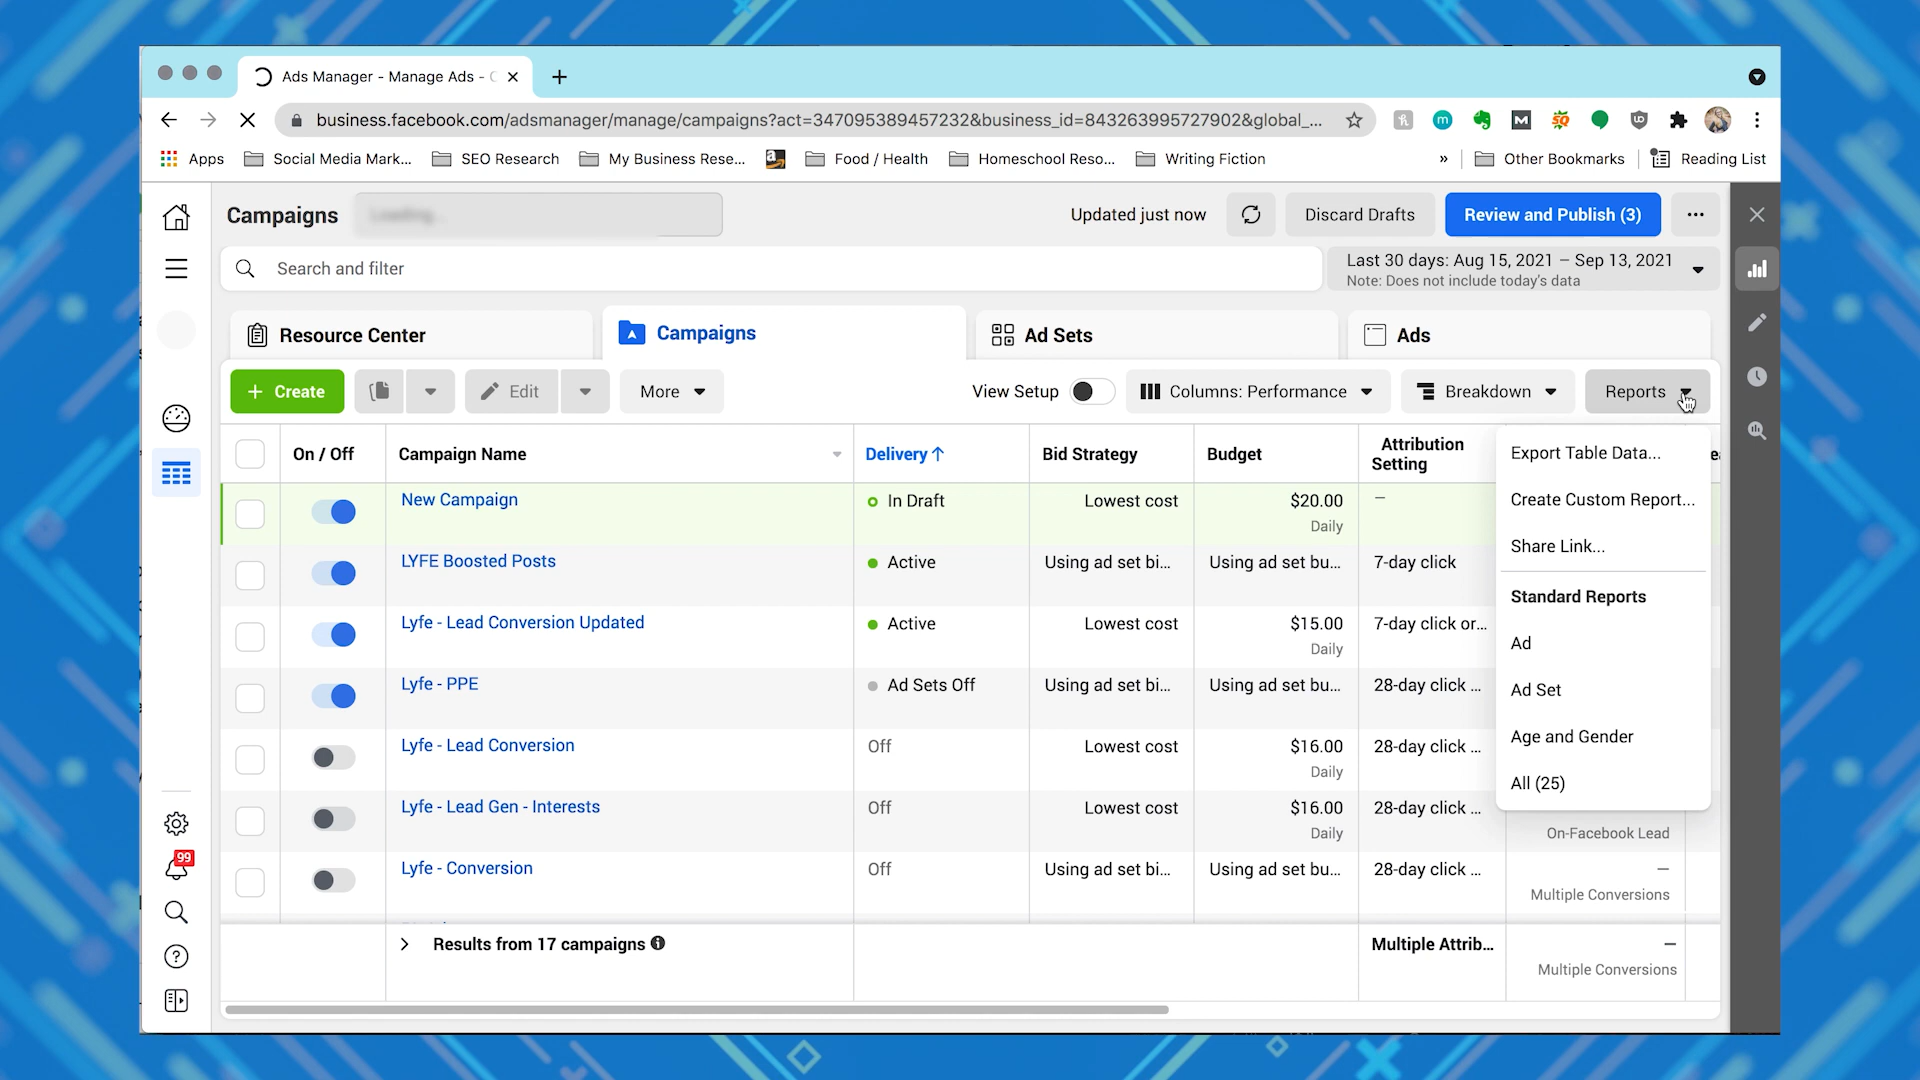 Ads Manager - Manage Ads -
business.facebook.com/adsmanager/manage/campaigns?act=347095389457232&business_id=843263995727902&global_...
Apps
Social Media Mark...
SEO Research
My Business Rese...
Food / Health
Homeschool Reso...
Writing Fiction
»
Other Bookmarks
Reading List
Campaigns
Updated just now
Discard Drafts
Review and Publish (3)
Search and filter
Last 30 days: Aug 15, 2021 – Sep 13, 2021
Note: Does not include today's data
Resource Center
Campaigns
Ad Sets
Ads
+ Create
Edit
More
View Setup
Columns: Performance
Breakdown
Reports
On / Off
Campaign Name
Delivery ↑
Bid Strategy
Budget
Attribution
Setting
New Campaign
In Draft
Lowest cost
$20.00
Daily
—
LYFE Boosted Posts
Active
Using ad set bi...
Using ad set bu...
7-day click
Lyfe - Lead Conversion Updated
Active
Lowest cost
$15.00
Daily
7-day click or...
Lyfe - PPE
Ad Sets Off
Using ad set bi...
Using ad set bu...
28-day click ...
Lyfe - Lead Conversion
Off
Lowest cost
$16.00
Daily
28-day click ...
Lyfe - Lead Gen - Interests
Off
Lowest cost
$16.00
Daily
28-day click ...
On-Facebook Lead
Lyfe - Conversion
Off
Using ad set bi...
Using ad set bu...
28-day click ...
—
Multiple Conversions
Results from 17 campaigns
Multiple Attrib...
—
Multiple Conversions
Export Table Data...
Create Custom Report...
Share Link...
Standard Reports
Ad
Ad Set
Age and Gender
All (25)
99